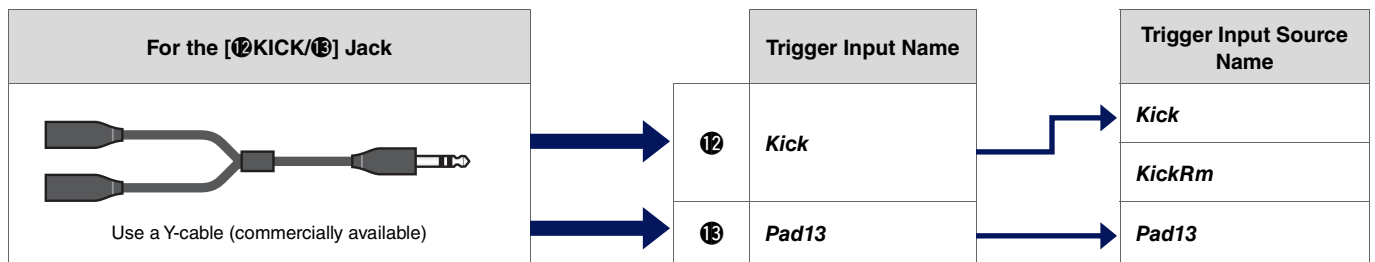 For the [⓬KICK/⓭] Jack
Trigger Input Name
Trigger Input Source
Name
Use a Y-cable (commercially available)
⓬
Kick
⓭
Pad13
Kick
KickRm
Pad13